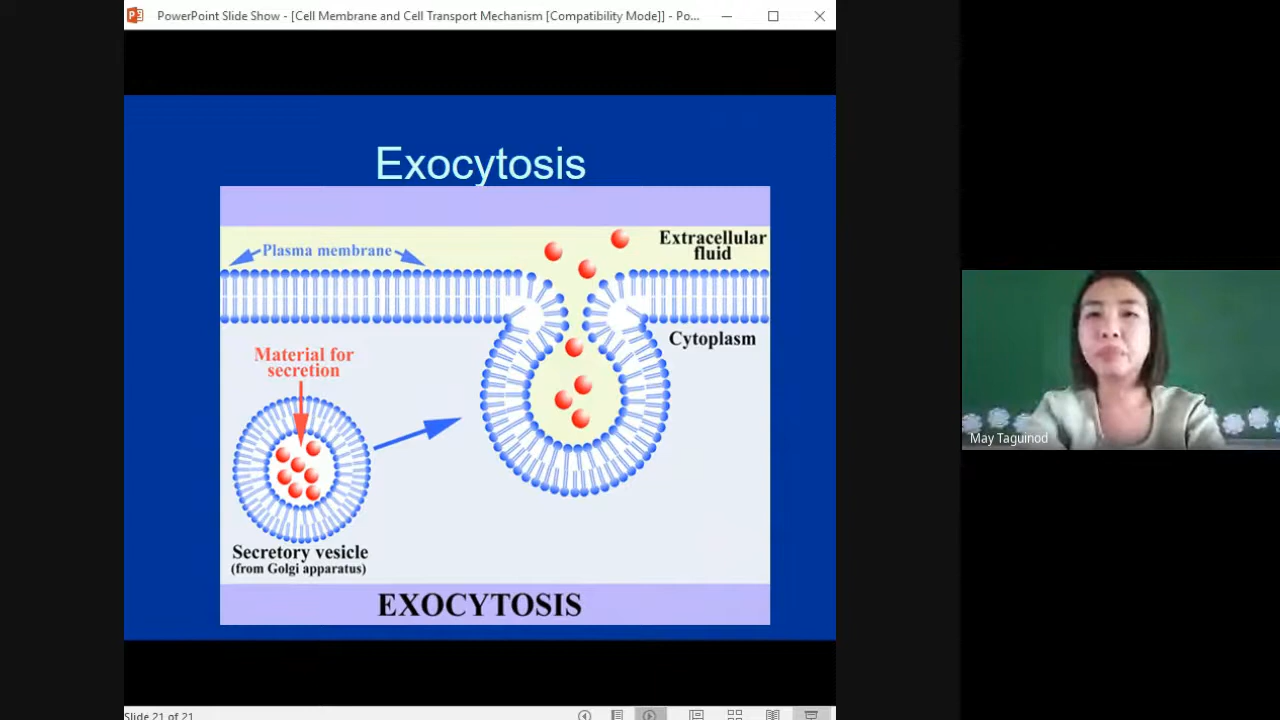 PowerPoint Slide Show - [Cell Membrane and Cell Transport Mechanism [Compatibility Mode]] - Po...
Exocytosis
Plasma membrane
Extracellular
fluid
Cytoplasm
Material for
secretion
Secretory vesicle
(from Golgi apparatus)
EXOCYTOSIS
May Taguinod
Slide 21 of 21